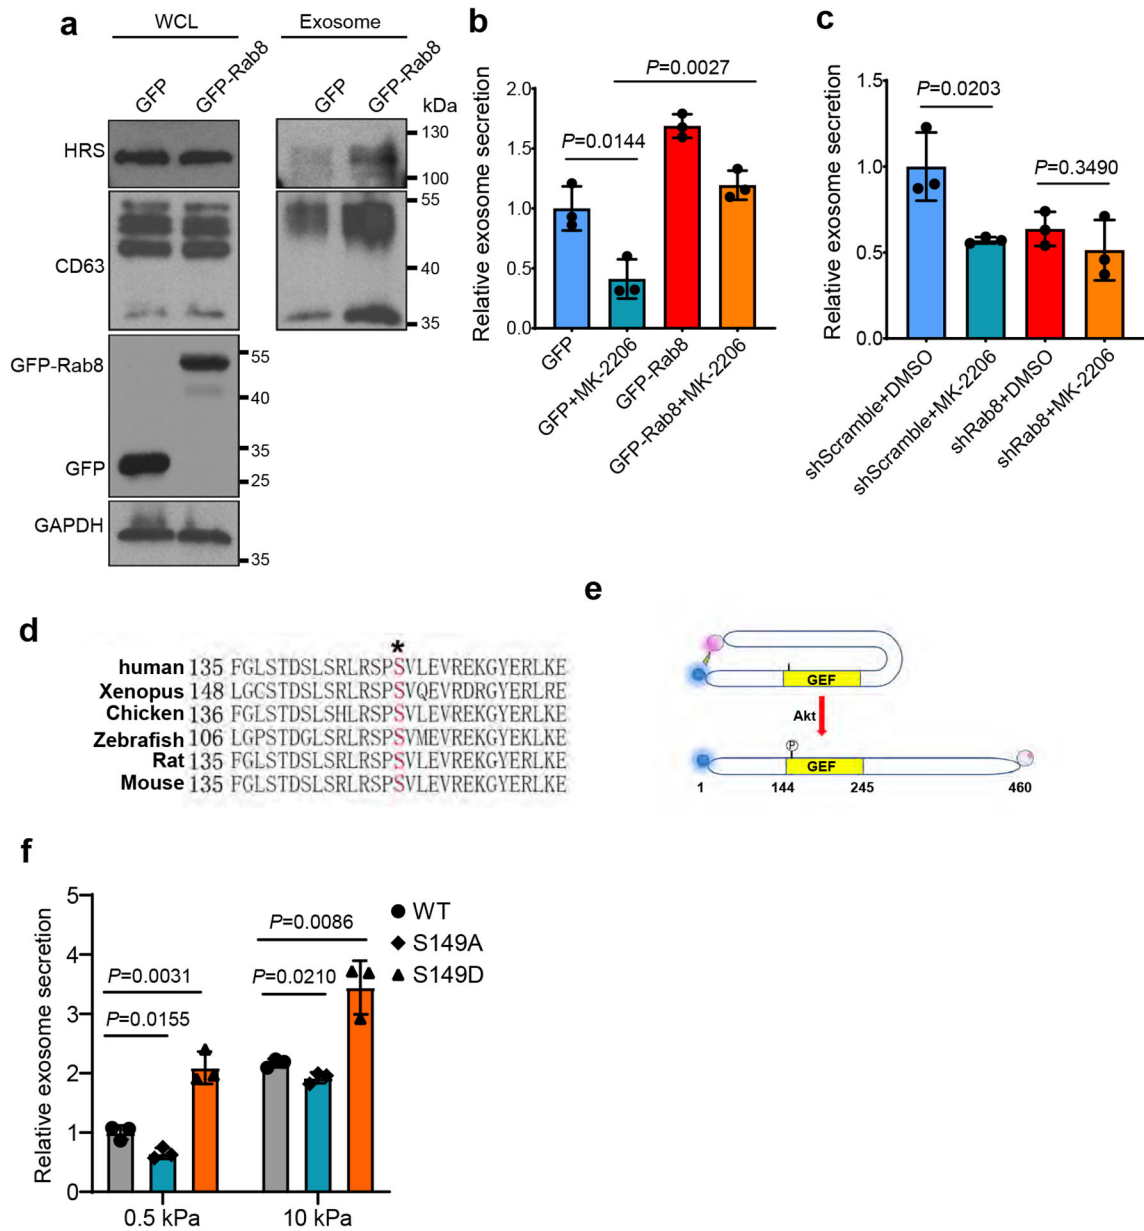 a
WCL
Exosome
GFP
GFP-Rab8
GFP
GFP-Rab8
kDa
HRS
130
100
CD63
55
40
35
GFP-Rab8
55
40
GFP
35
25
GAPDH
35
b
Relative exosome secretion
2.0
1.5
1.0
0.5
0.0
P=0.0027
P=0.0144
GFP
GFP+MK-2206
GFP-Rab8
GFP-Rab8+MK-2206
c
Relative exosome secretion
1.5
1.0
0.5
0.0
P=0.0203
P=0.3490
shScramble+DMSO
shScramble+MK-2206
shRab8+DMSO
shRab8+MK-2206
d
*
human 135 FGLSTDSLSRLRSPSVLEVREKGYERLKE
Xenopus 148 LGCSTDSLSRLRSPSVQEVRDRGYERLRE
Chicken 136 FGLSTDSLSHLRSPSVLEVREKGYERLKE
Zebrafish 106 LGPSTDGLSRLRSPSVMEVREKGYEKLKE
Rat 135 FGLSTDSLSRLRSPSVLEVREKGYERLKE
Mouse 135 FGLSTDSLSRLRSPSVLEVREKGYERLKE
e
GEF
Akt
P
GEF
1 144 245 460
f
Relative exosome secretion
5
4
3
2
1
0
P=0.0031
P=0.0155
P=0.0086
P=0.0210
WT
S149A
S149D
0.5 kPa
10 kPa